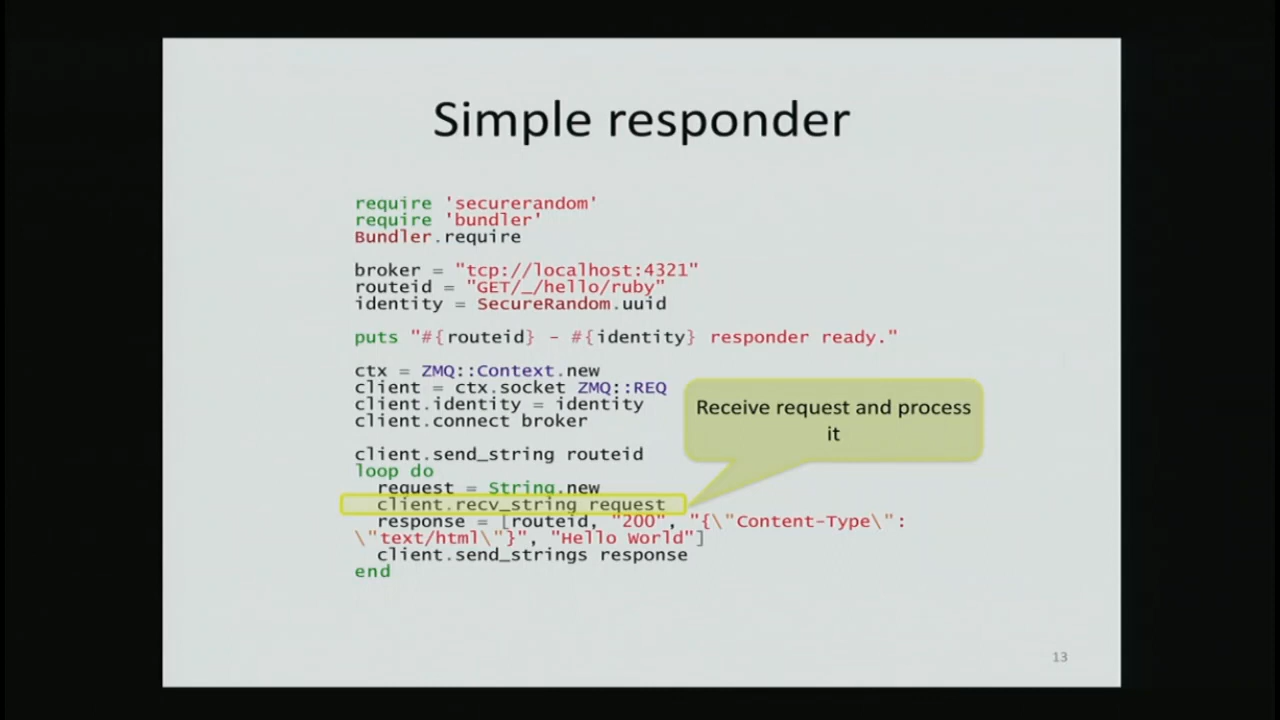 Simple responder
require 'securerandom'
require 'bundler'
Bundler.require
broker = "tcp://localhost:4321"
routeid = "GET/_/hello/ruby"
identity = SecureRandom.uuid
puts "#{routeid} - #{identity} responder ready."
ctx = ZMQ::Context.new
client = ctx.socket ZMQ::REQ
client.identity = identity
client.connect broker
Receive request and process
it
client.send_string routeid
loop do
request = String.new
client.recv_string request
response = [routeid, "200", "{\"Content-Type\":
\"text/html\"}", "Hello World"]
client.send_strings response
end
13